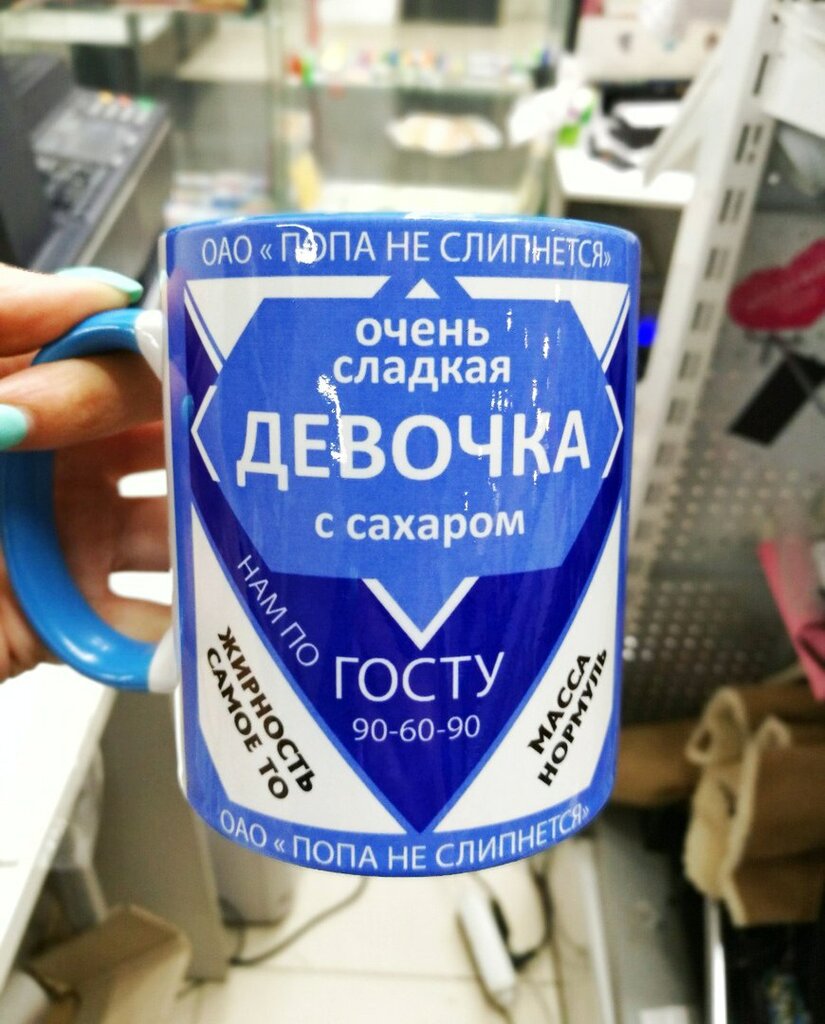 ОАО « ПОПА НЕ СЛИПНЕТСЯ»
очень
сладкая
ДЕВОЧКА
с сахаром
НАМ ПО
ГОСТУ
90-60-90
ЖИРНОСТЬ
САМОЕ ТО
МАССА
НОРМУЛЬ
ОАО « ПОПА НЕ СЛИПНЕТСЯ»